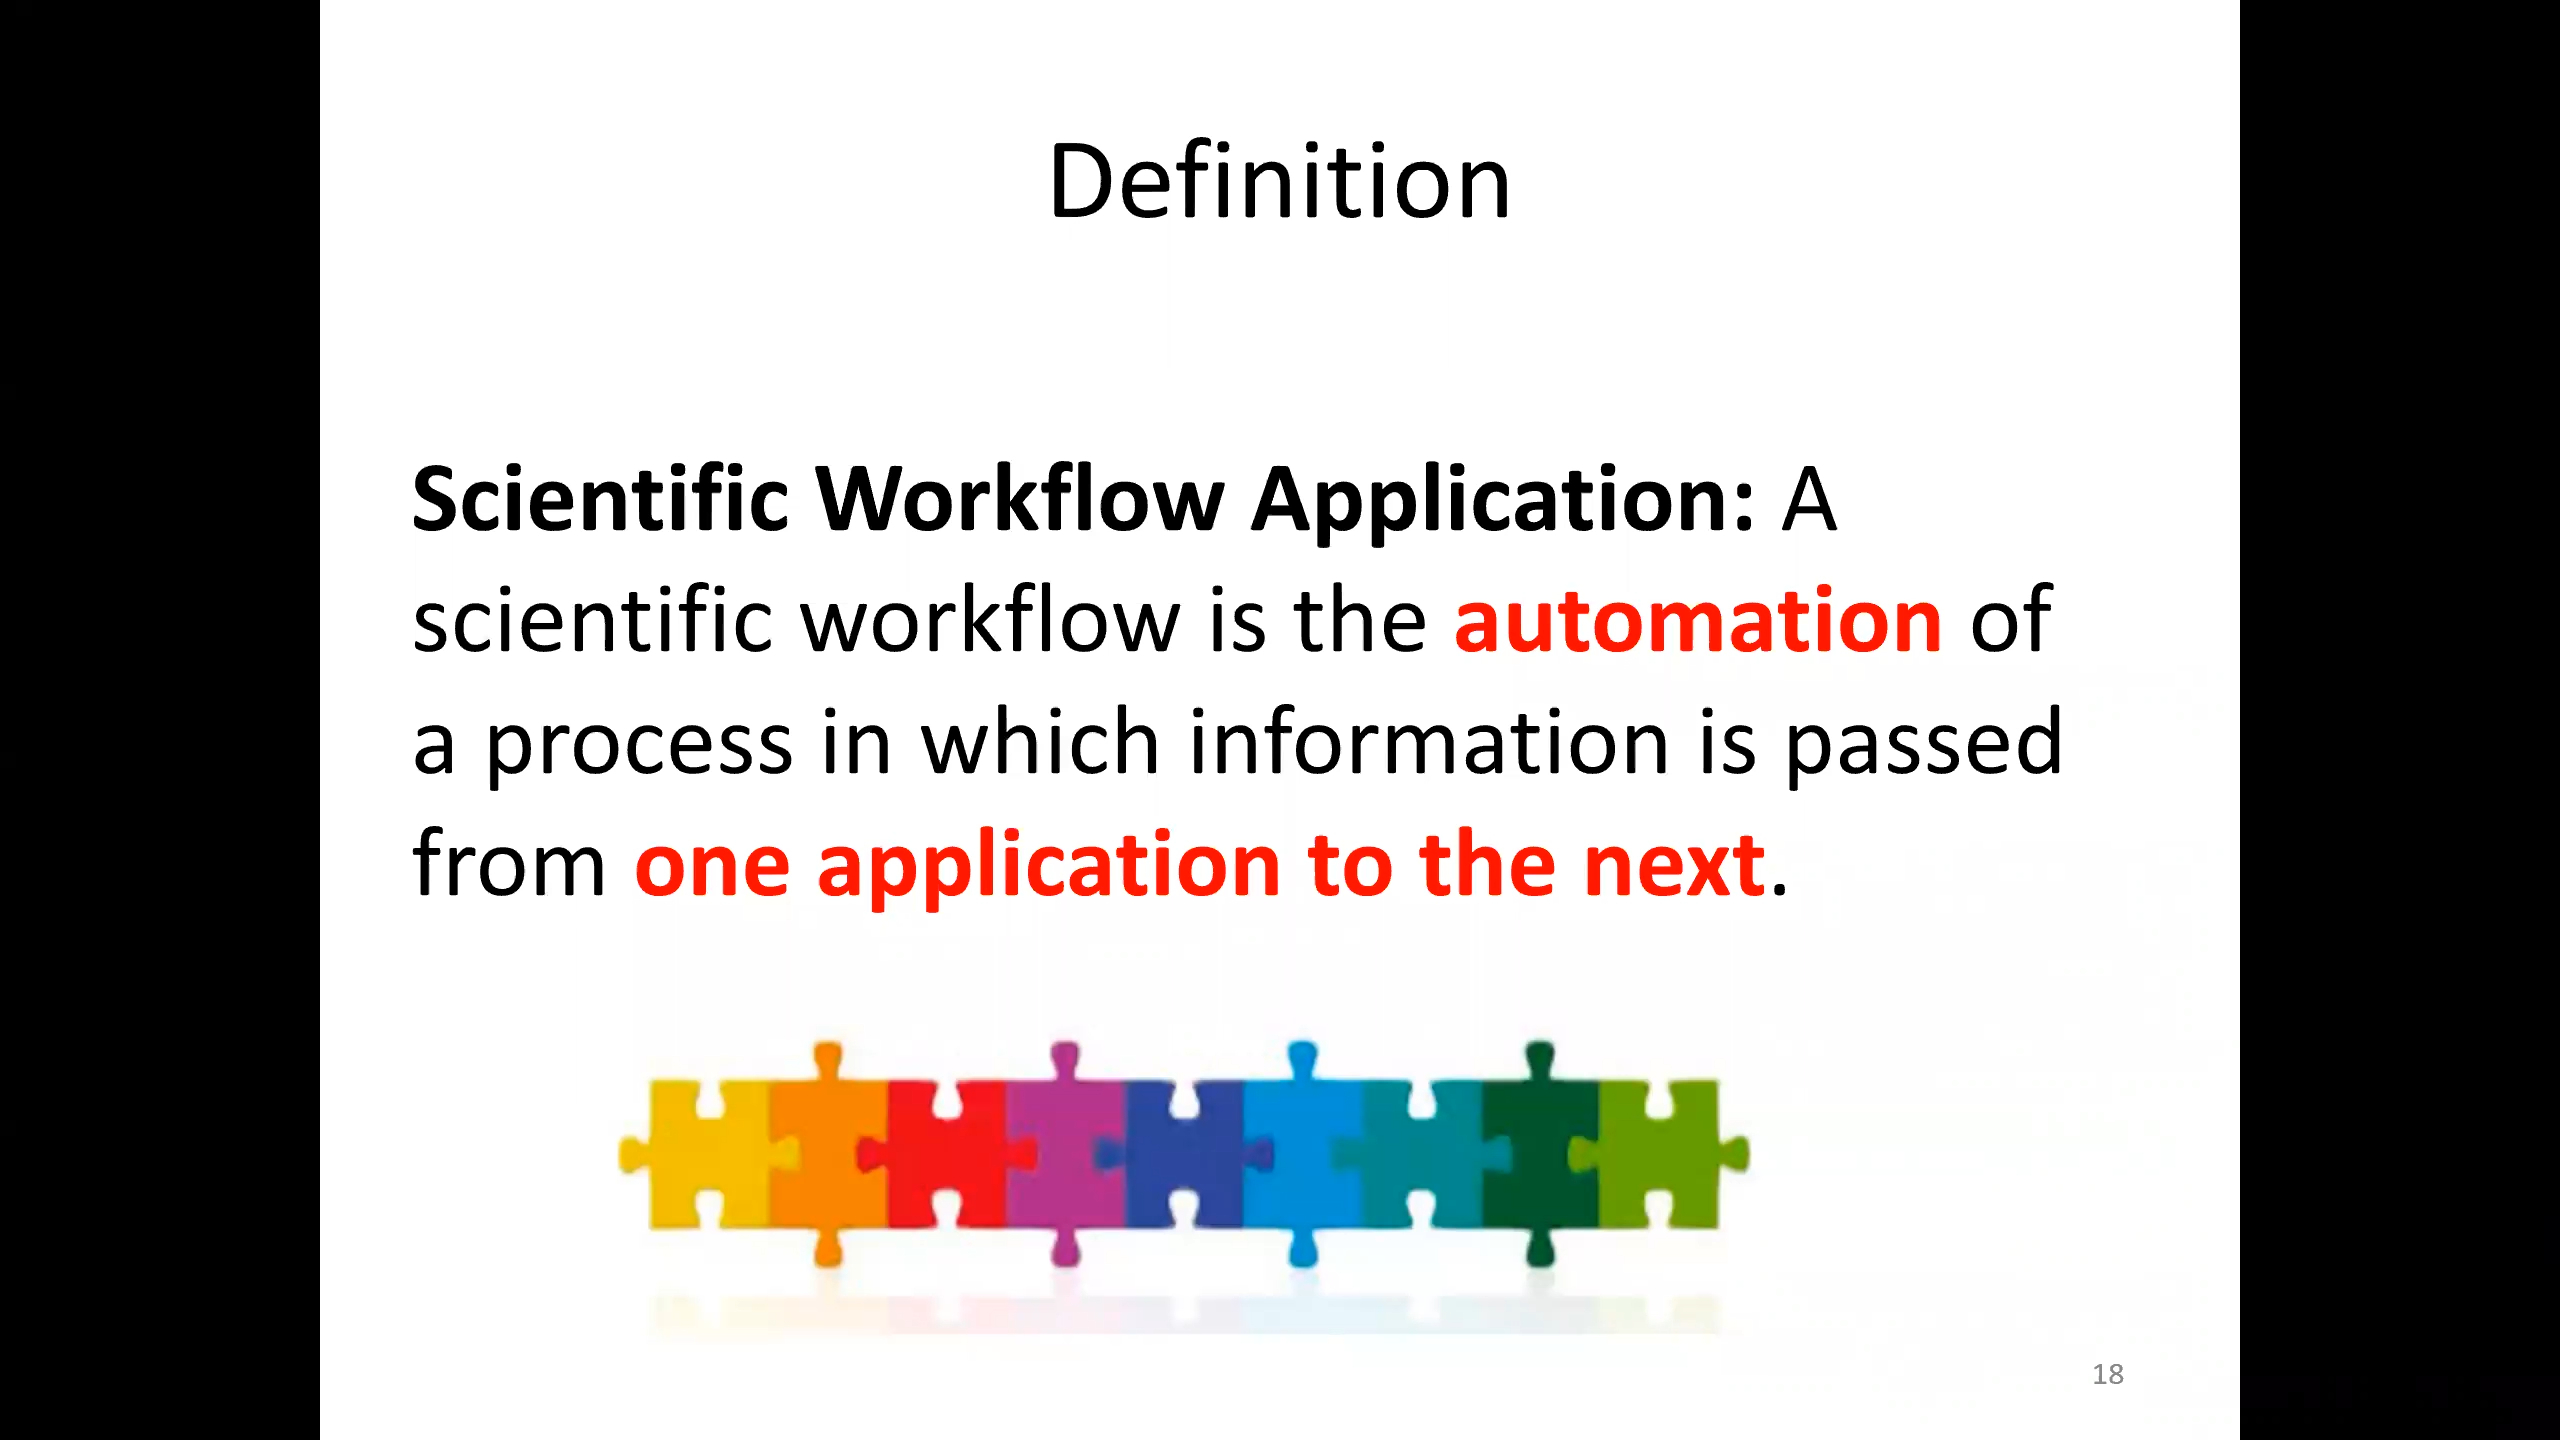 Definition
Scientific Workflow Application: A
scientific workflow is the automation of
a process in which information is passed
from one application to the next.
18